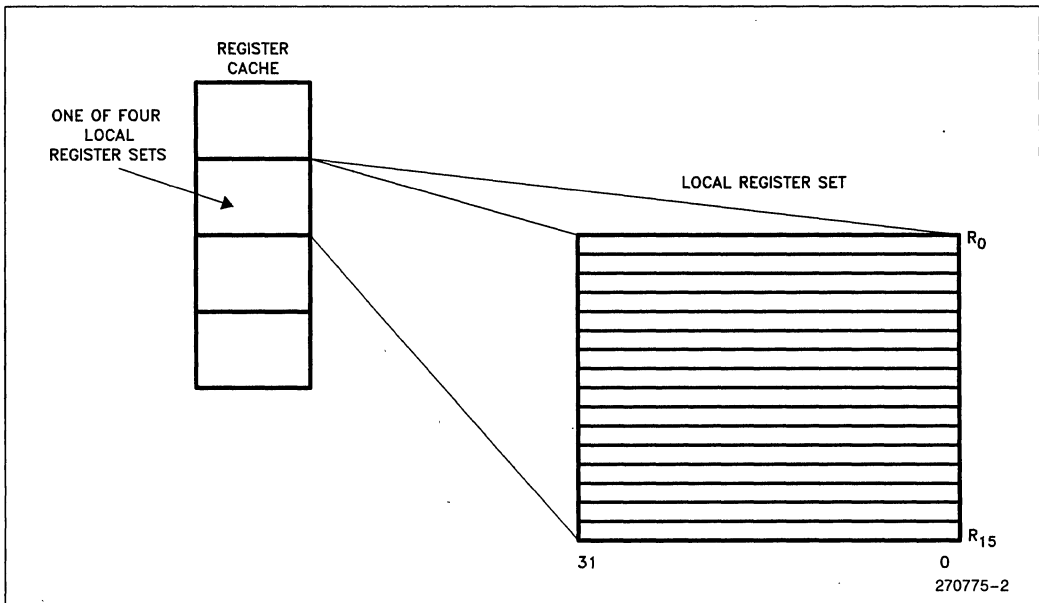 REGISTER
CACHE
ONE OF FOUR
LOCAL
REGISTER SETS
LOCAL REGISTER SET
R0
R15
31 0
270775-2